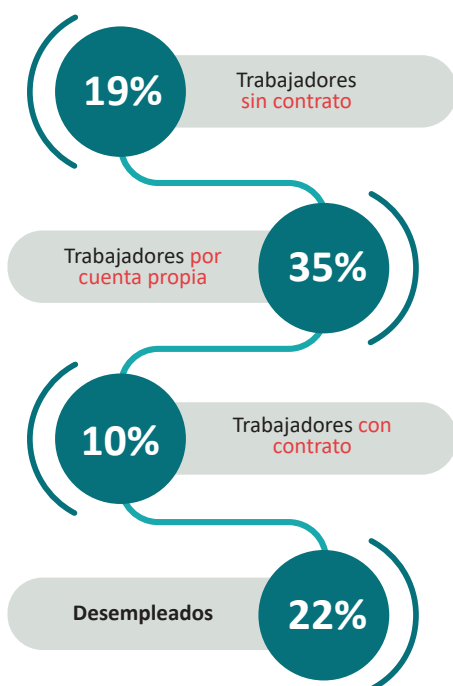 19%
Trabajadores
sin contrato
Trabajadores por
cuenta propia
35%
10%
Trabajadores con
contrato
Desempleados
22%